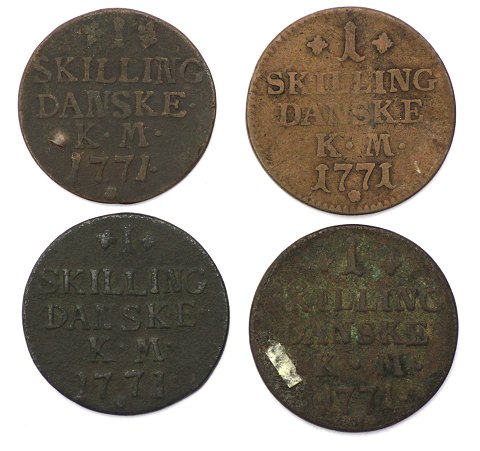 1
SKILLING
DANSKE·
K·M·
1771·
1
SKILLING
DANSKE
K·M·
1771
1
SKILLING
DANSKE
K·M·
1771·
1
SKILLING
DANSKE
K·M·
1771